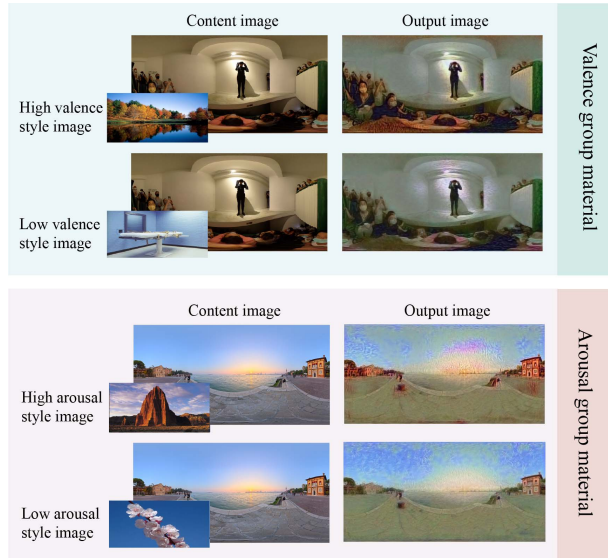 Content image
Output image
High valence
style image
Low valence
style image
Valence group material
Content image
Output image
High arousal
style image
Low arousal
style image
Arousal group material